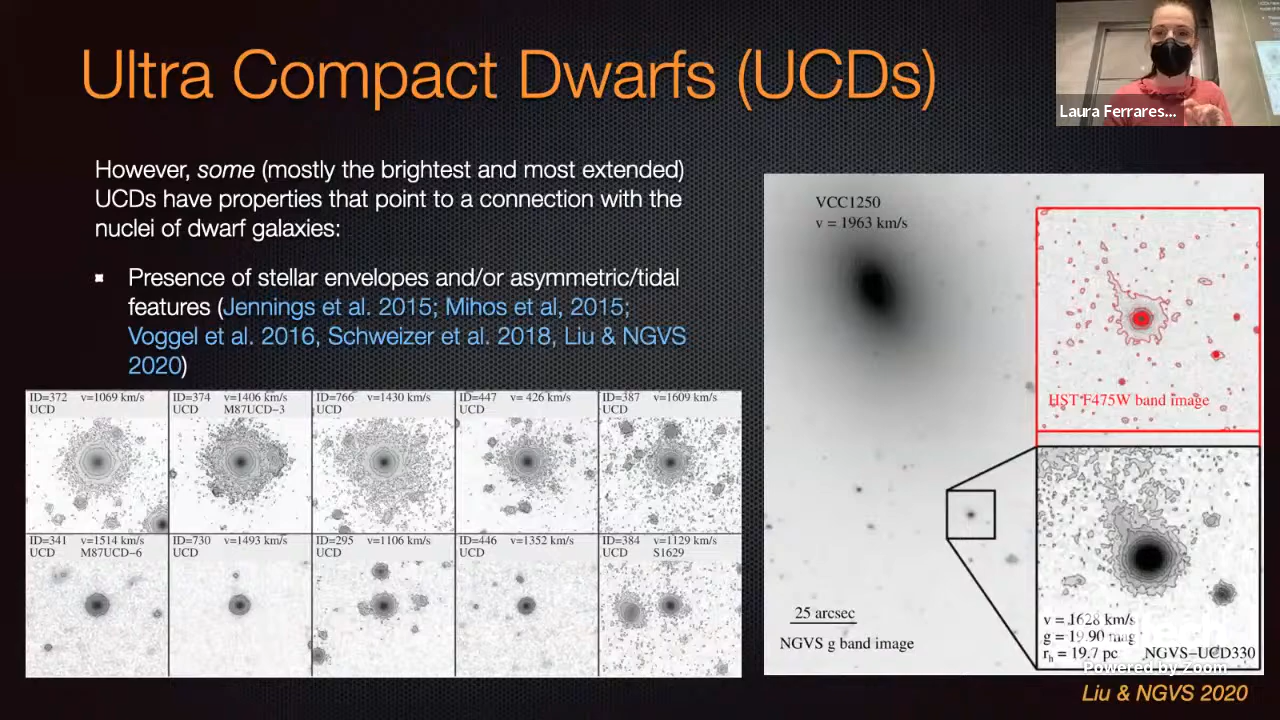 Ultra Compact Dwarfs (UCDs)
Laura Ferrares...
However, some (mostly the brightest and most extended)
UCDs have properties that point to a connection with the
nuclei of dwarf galaxies:
Presence of stellar envelopes and/or asymmetric/tidal
features (Jennings et al. 2015; Mihos et al, 2015;
Voggel et al. 2016, Schweizer et al. 2018, Liu & NGVS
2020)
ID=372 v=1069 km/s
UCD
ID=374 v=1406 km/s
UCD M87UCD-3
ID=766 v=1430 km/s
UCD
ID=447 v= 426 km/s
UCD
ID=387 v=1609 km/s
UCD
ID=341 v=1514 km/s
UCD M87UCD-6
ID=730 v=1493 km/s
UCD
ID=295 v=1106 km/s
UCD
ID=446 v=1352 km/s
UCD
ID=384 v=1129 km/s
UCD S1629
VCC1250
v = 1963 km/s
HST F475W band image
25 arcsec
NGVS g band image
v = 1628 km/s
g = 19.90 mag
rh = 19.7 pc NGVS-UCD330
Powered by Zoom
Liu & NGVS 2020